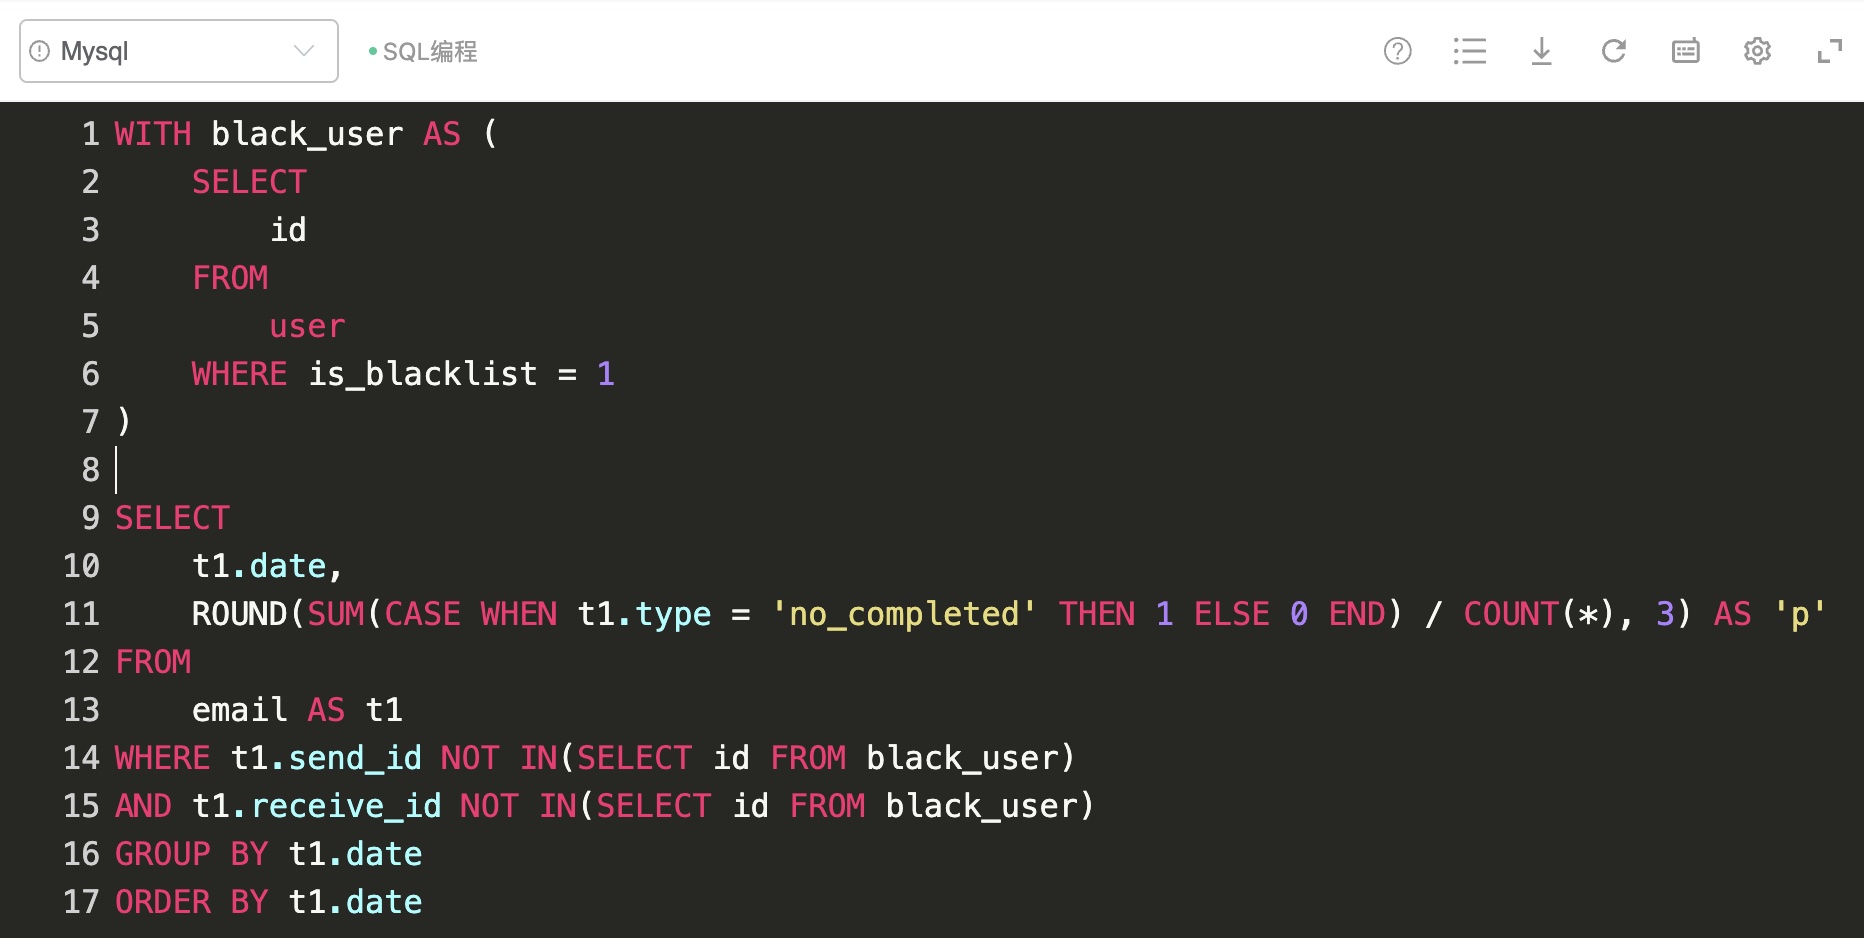 Mysql
SQL编程
1 WITH black_user AS (
2     SELECT
3         id
4     FROM
5         user
6     WHERE is_blacklist = 1
7 )
8
9 SELECT
10     t1.date,
11     ROUND(SUM(CASE WHEN t1.type = 'no_completed' THEN 1 ELSE 0 END) / COUNT(*), 3) AS 'p'
12 FROM
13     email AS t1
14 WHERE t1.send_id NOT IN(SELECT id FROM black_user)
15 AND t1.receive_id NOT IN(SELECT id FROM black_user)
16 GROUP BY t1.date
17 ORDER BY t1.date